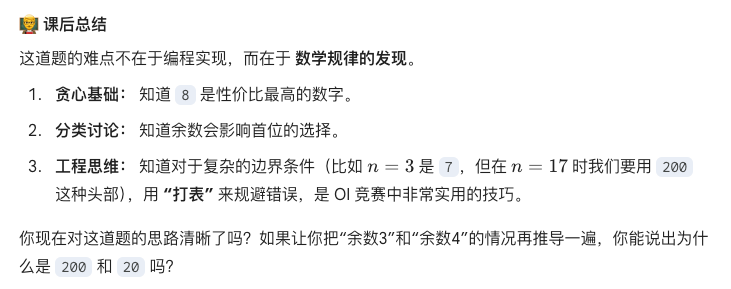 课后总结
这道题的难点不在于编程实现，而在于 数学规律的发现。
1. 贪心基础： 知道 8 是性价比最高的数字。
2. 分类讨论： 知道余数会影响首位的选择。
3. 工程思维： 知道对于复杂的边界条件（比如 n = 3 是 7，但在 n = 17 时我们要用 200
这种头部），用 “打表” 来规避错误，是 OI 竞赛中非常实用的技巧。
你现在对这道题的思路清晰了吗？如果让你把“余数3”和“余数4”的情况再推导一遍，你能说出为什
么是 200 和 20 吗？